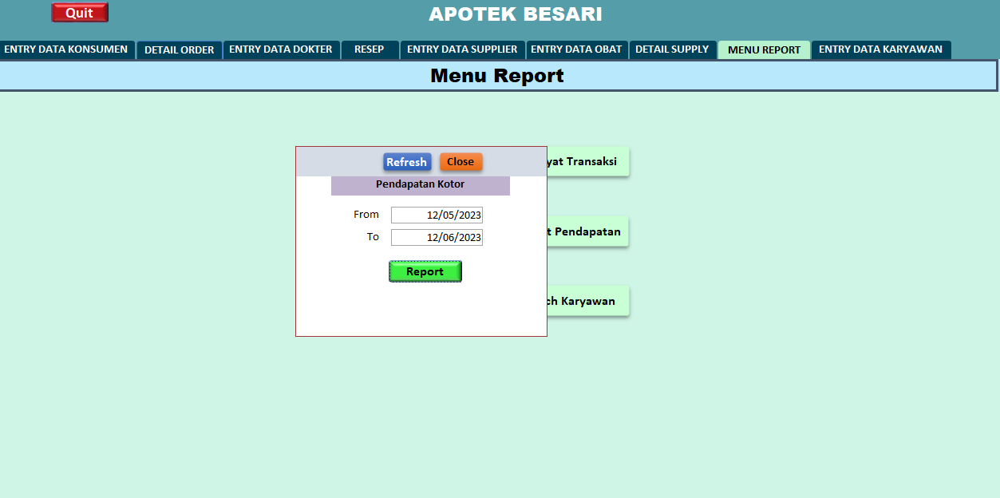 Quit
APOTEK BESARI
ENTRY DATA KONSUMEN DETAIL ORDER ENTRY DATA DOKTER RESEP ENTRY DATA SUPPLIER ENTRY DATA OBAT DETAIL SUPPLY MENU REPORT ENTRY DATA KARYAWAN
Menu Report
Refresh Close
Pendapatan Kotor
From 12/05/2023
To 12/06/2023
Report
yat Transaksi
t Pendapatan
ch Karyawan